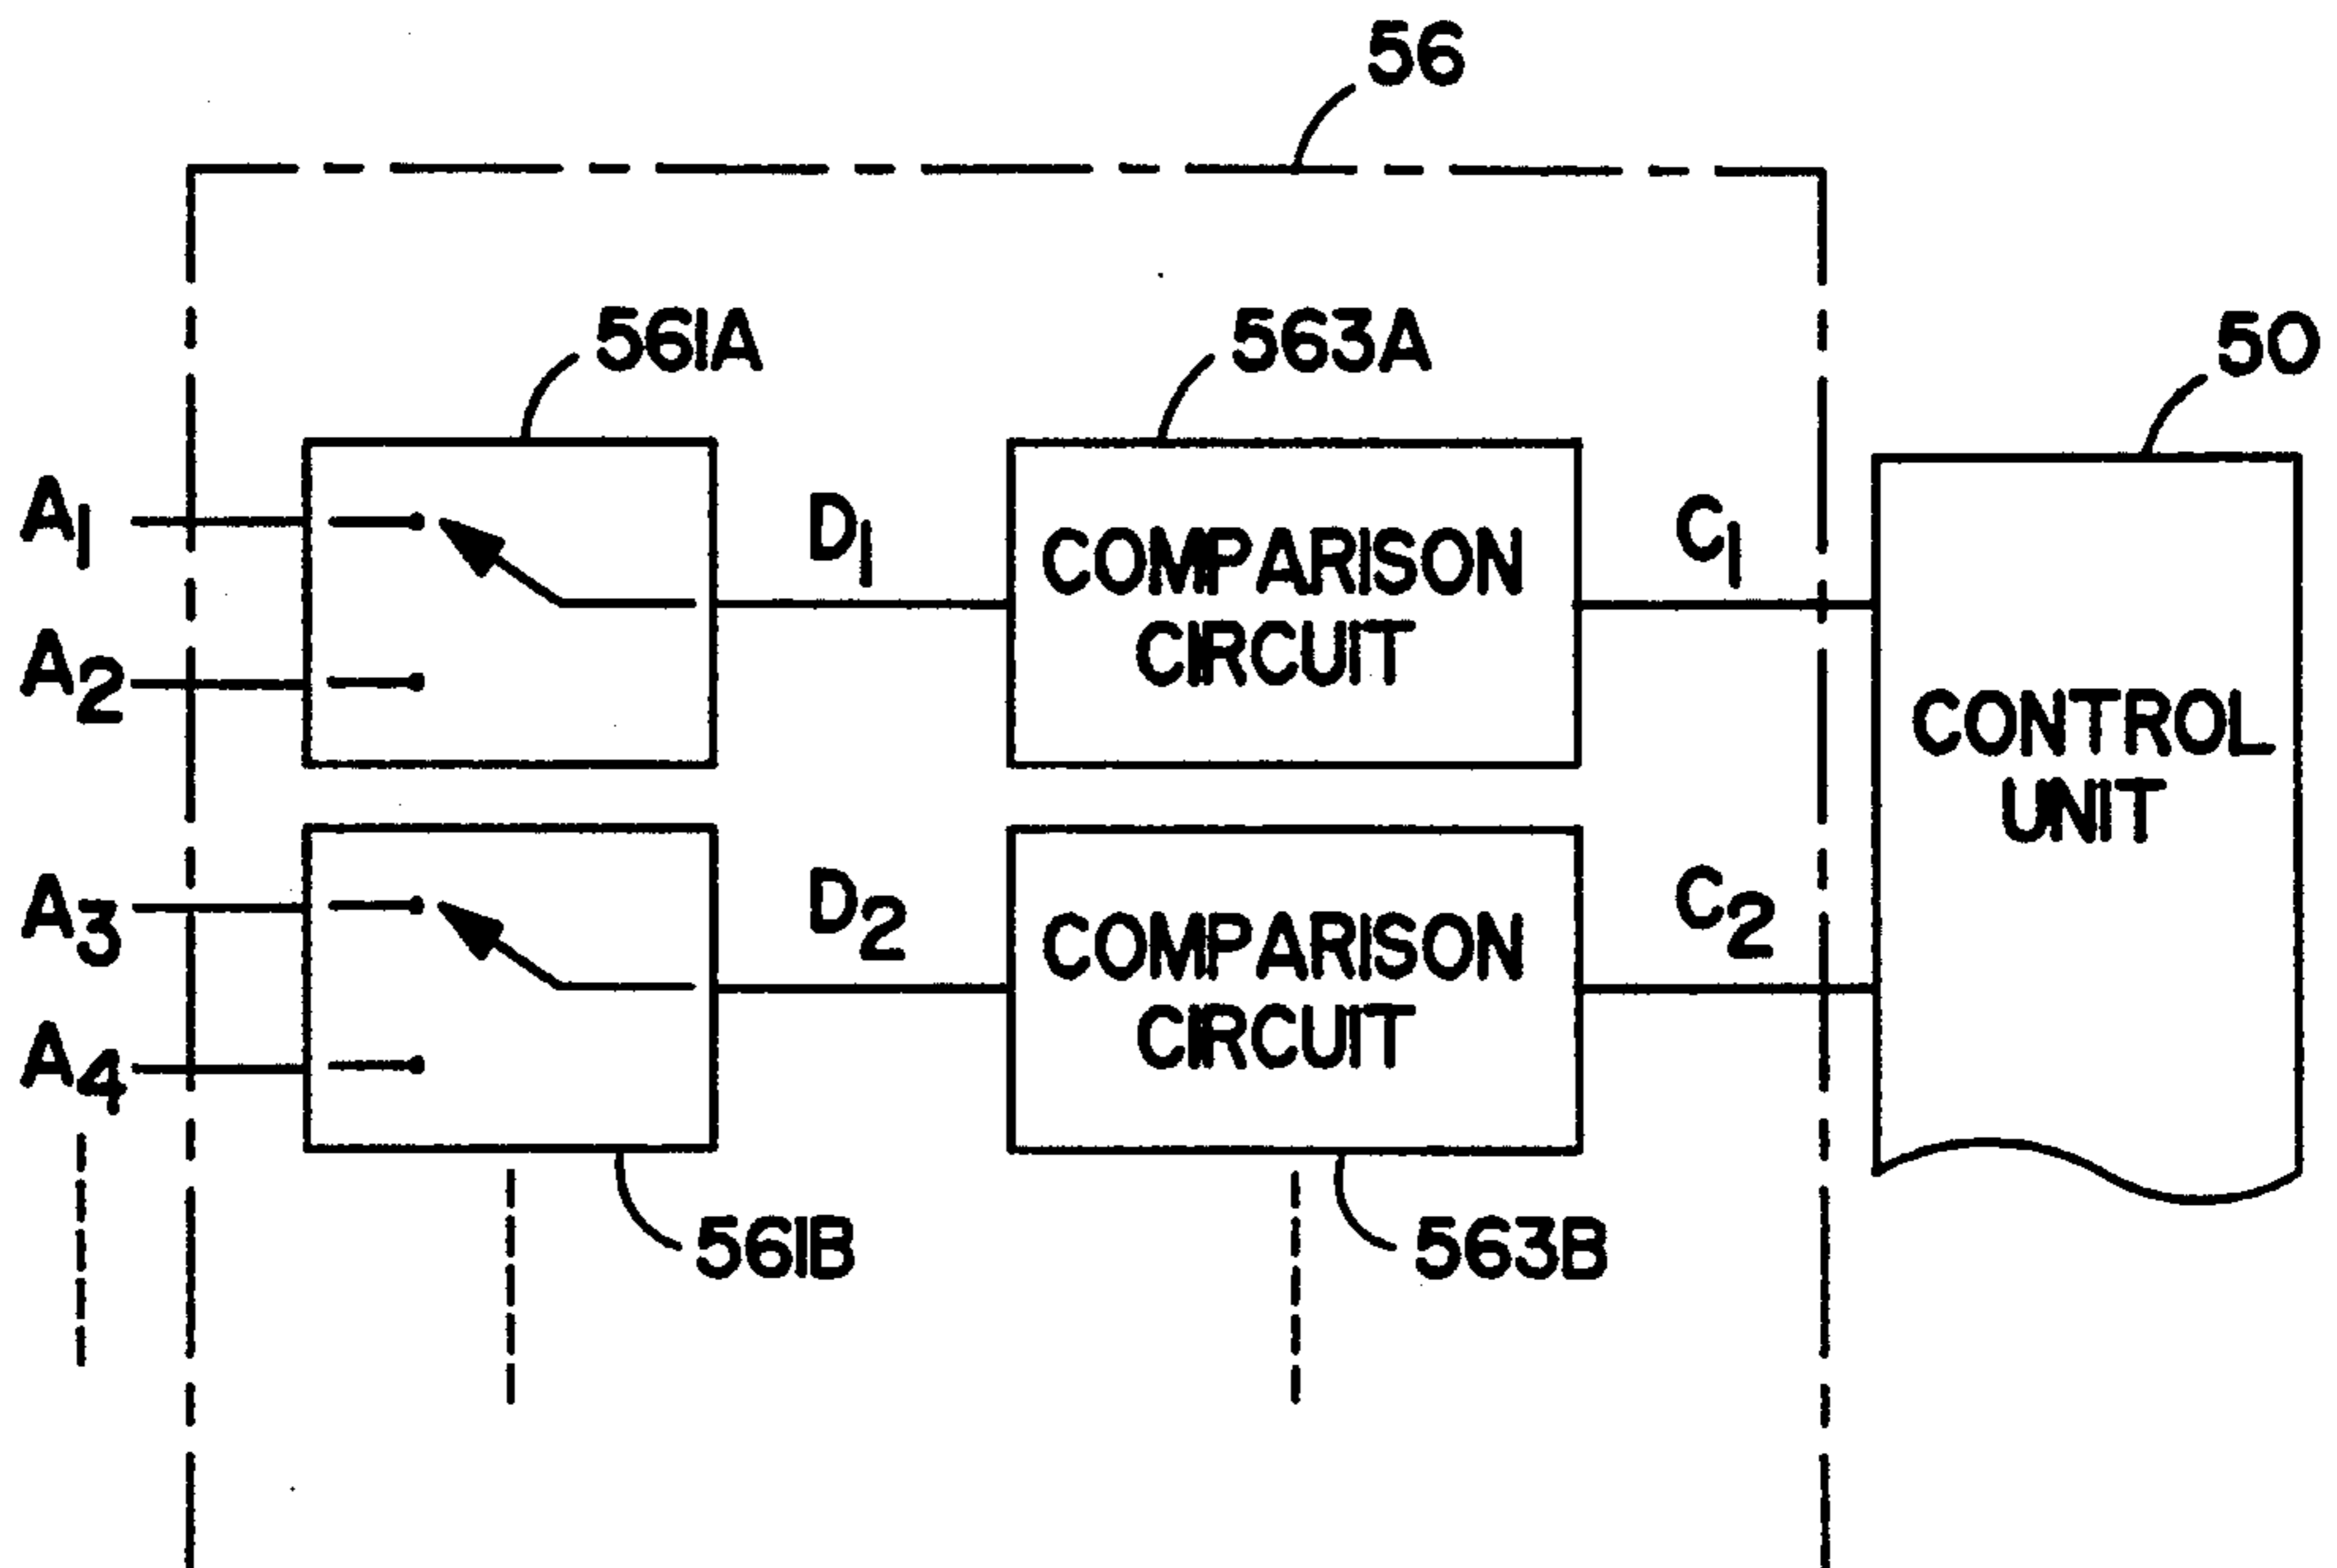 56
561A
563A
50
A1
A2
D1
COMPARISON
CIRCUIT
C1
CONTROL
UNIT
A3
A4
D2
COMPARISON
CIRCUIT
C2
561B
563B